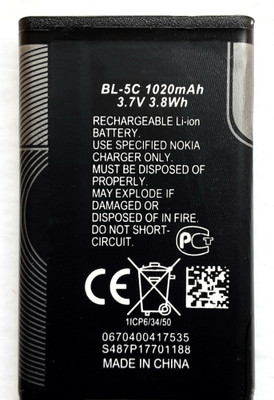 BL-5C 1020mAh
3.7V 3.8Wh
RECHARGEABLE Li-ion
BATTERY.
USE SPECIFIED NOKIA
CHARGER ONLY.
MUST BE DISPOSED OF
PROPERLY.
MAY EXPLODE IF
DAMAGED OR
DISPOSED OF IN FIRE.
DO NOT SHORT-
CIRCUIT.
CE
1ICP6/34/50
0670400417535
S487P17701188
MADE IN CHINA